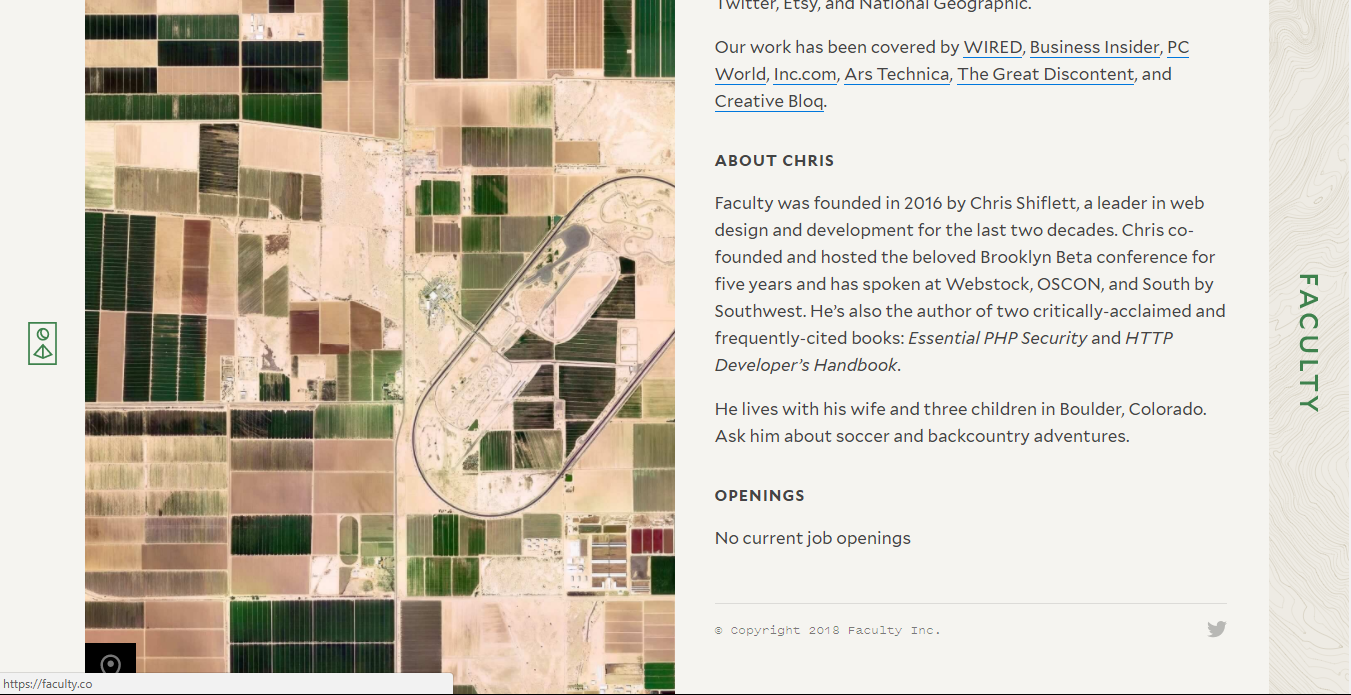 Twitter, Etsy, and National Geographic.
Our work has been covered by WIRED, Business Insider, PC
World, Inc.com, Ars Technica, The Great Discontent, and
Creative Bloq.
ABOUT CHRIS
Faculty was founded in 2016 by Chris Shiflett, a leader in web
design and development for the last two decades. Chris co-
founded and hosted the beloved Brooklyn Beta conference for
five years and has spoken at Webstock, OSCON, and South by
Southwest. He’s also the author of two critically-acclaimed and
frequently-cited books: Essential PHP Security and HTTP
Developer’s Handbook.
He lives with his wife and three children in Boulder, Colorado.
Ask him about soccer and backcountry adventures.
OPENINGS
No current job openings
© Copyright 2018 Faculty Inc.
FACULTY
https://faculty.co